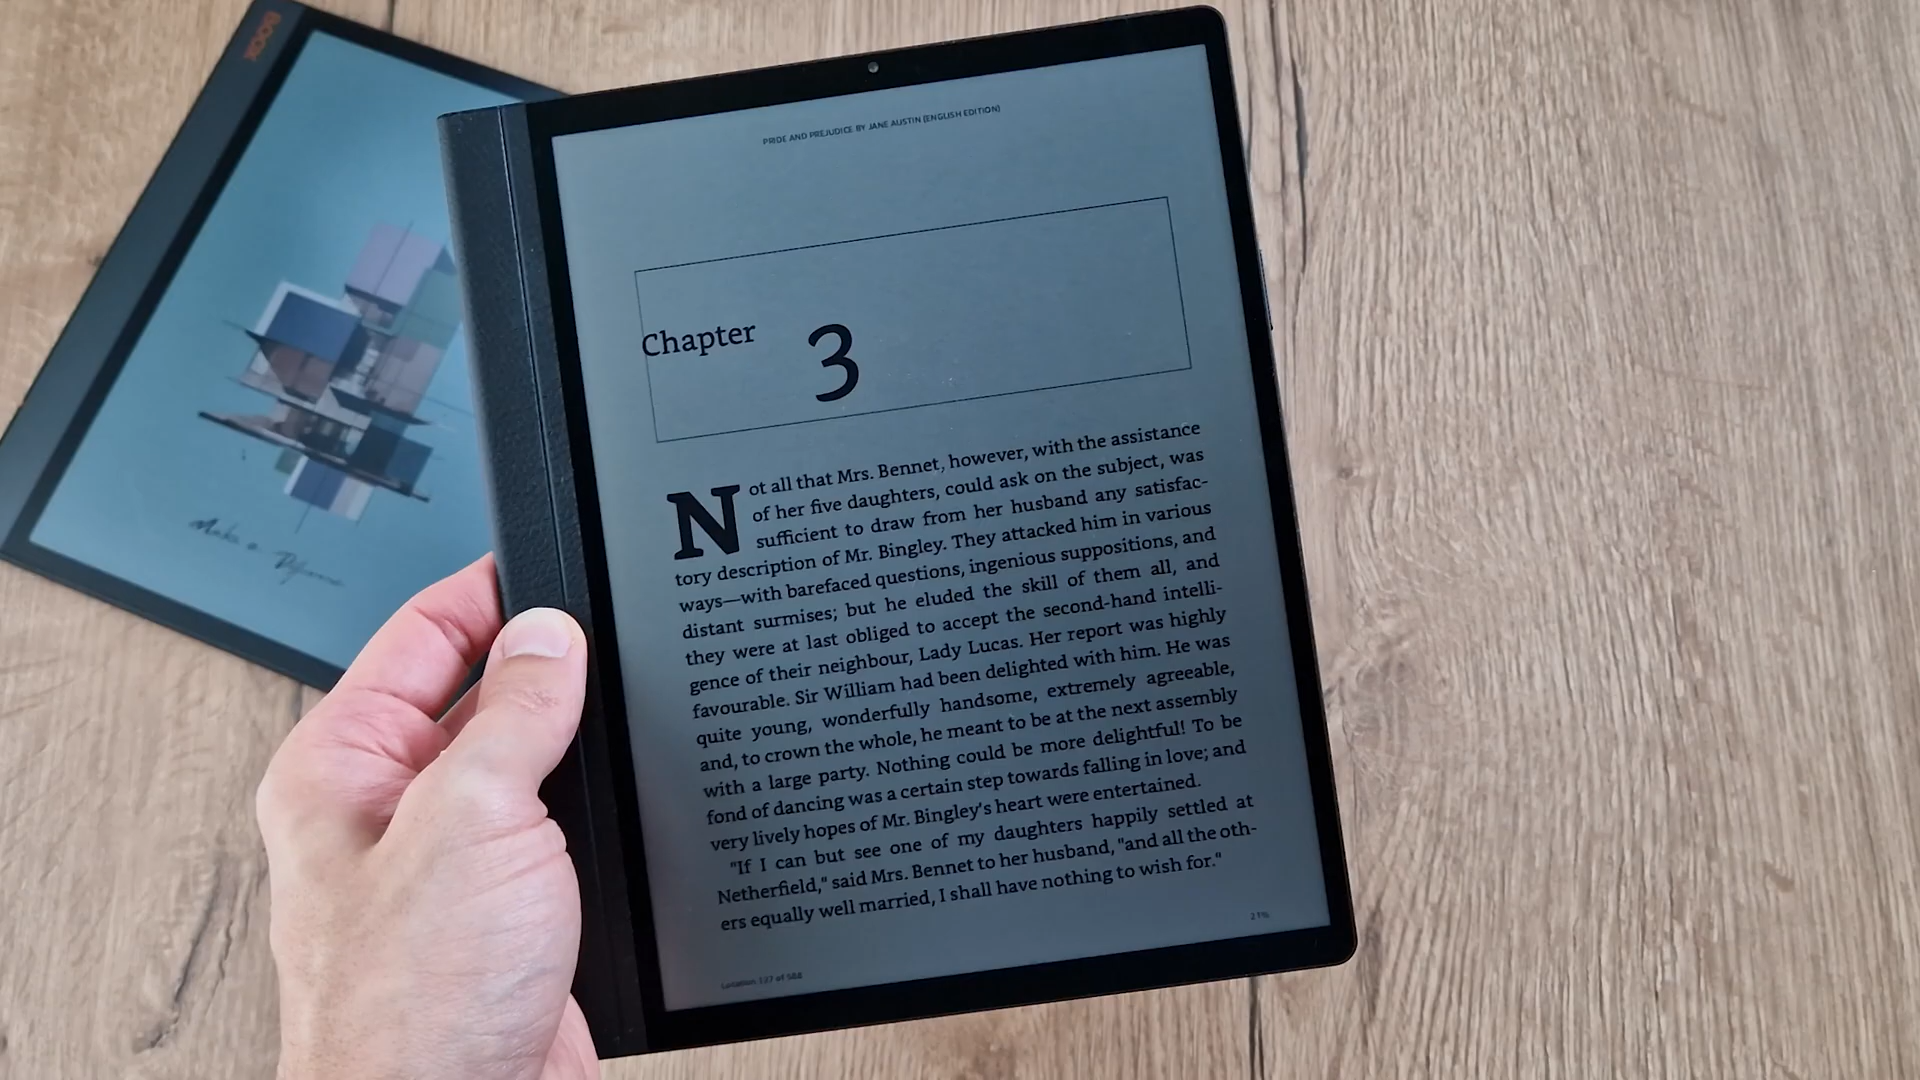 BOOX
PRIDE AND PREJUDICE BY JANE AUSTIN (ENGLISH EDITION)
Chapter 3
Not all that Mrs. Bennet, however, with the assistance
of her five daughters, could ask on the subject, was
sufficient to draw from her husband any satisfac-
tory description of Mr. Bingley. They attacked him in various
ways—with barefaced questions, ingenious suppositions, and
distant surmises; but he eluded the skill of them all, and
they were at last obliged to accept the second-hand intelli-
gence of their neighbour, Lady Lucas. Her report was highly
favourable. Sir William had been delighted with him. He was
quite young, wonderfully handsome, extremely agreeable,
and, to crown the whole, he meant to be at the next assembly
with a large party. Nothing could be more delightful! To be
fond of dancing was a certain step towards falling in love; and
very lively hopes of Mr. Bingley's heart were entertained.
"If I can but see one of my daughters happily settled at
Netherfield," said Mrs. Bennet to her husband, "and all the oth-
ers equally well married, I shall have nothing to wish for."
21%
Location 137 of 588
Make a